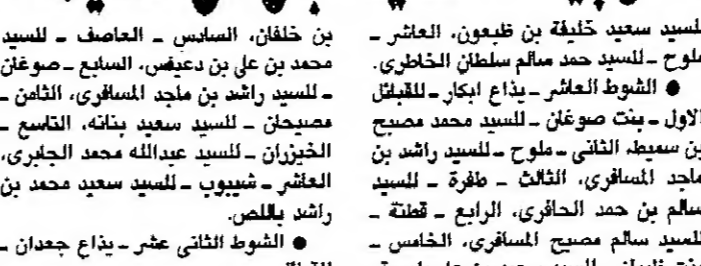 للسيد سعيد خليفة بن ظبعون، العاشر ـ
ملوح ـ للسيد حمد سالم سلطان الخاطري.
● الشوط العاشر ـ يذاع ابكار ـ للقبائل
الاول ـ بنت صوغان ـ للسيد محمد مصبح
بن سميط، الثاني ـ ملوح ـ للسيد راشد بن
ماجد المسافري، الثالث ـ طفرة ـ للسيد
سالم بن حمد الحافري، الرابع ـ قطنة ـ
للسيد سالم مصبح المسافري، الخامس ـ
بن خلفان، السادس ـ العاصف ـ للسيد
محمد بن علي بن دعيفس، السابع ـ صوغان
ـ للسيد راشد بن ماجد المسافري، الثامن ـ
مصيحان ـ للسيد سعيد بنانه، التاسع ـ
الخيزران ـ للسيد عبدالله محمد الجابري،
العاشر ـ شبيوب ـ للسيد سعيد محمد بن
راشد باللص.
● الشوط الثاني عشر ـ يذاع جعدان ـ